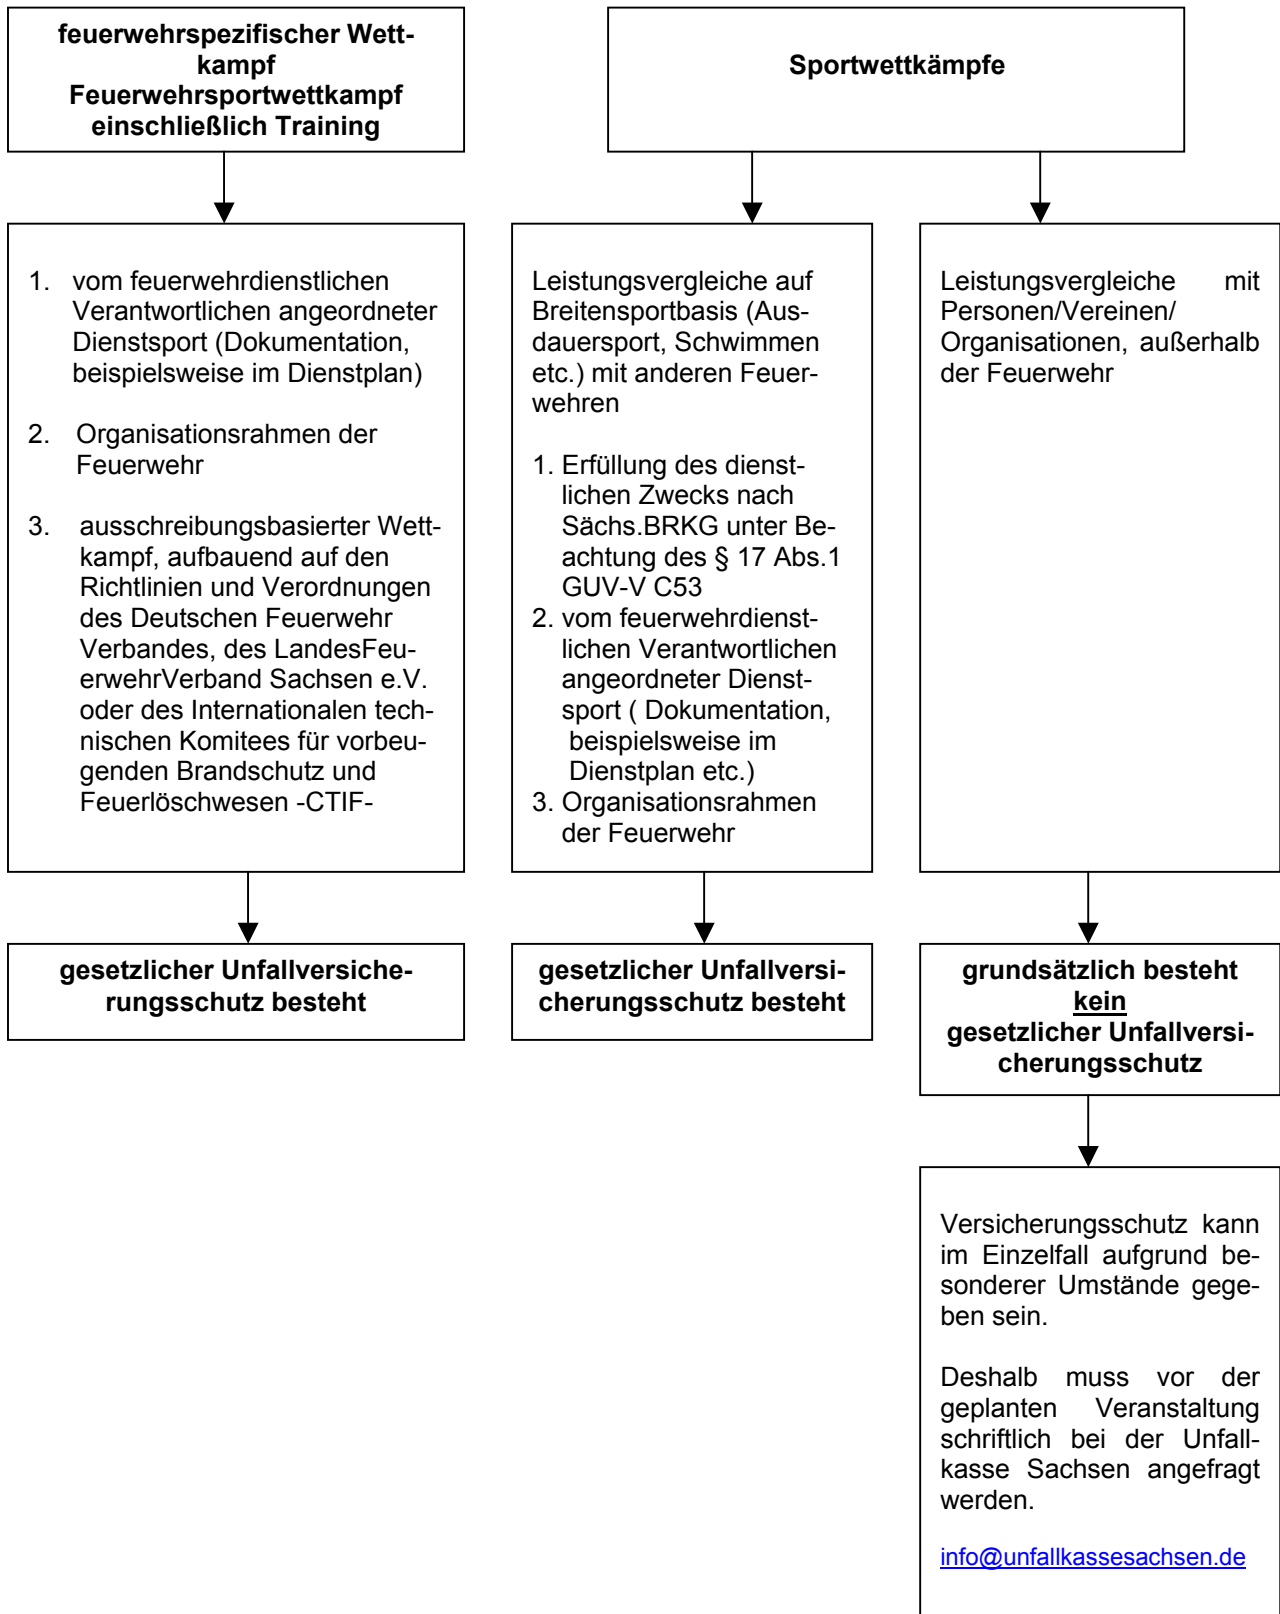 feuerwehrspezifischer Wett-
kampf
Feuerwehrsportwettkampf
einschließlich Training
Sportwettkämpfe
1. vom feuerwehrdienstlichen
Verantwortlichen angeordneter
Dienstsport (Dokumentation,
beispielsweise im Dienstplan)
2. Organisationsrahmen der
Feuerwehr
3. ausschreibungsbasierter Wett-
kampf, aufbauend auf den
Richtlinien und Verordnungen
des Deutschen Feuerwehr
Verbandes, des LandesFeu-
erwehrVerband Sachsen e.V.
oder des Internationalen tech-
nischen Komitees für vorbeu-
genden Brandschutz und
Feuerlöschwesen -CTIF-
Leistungsvergleiche auf
Breitensportbasis (Aus-
dauersport, Schwimmen
etc.) mit anderen Feuer-
wehren
1. Erfüllung des dienst-
lichen Zwecks nach
Sächs.BRKG unter Be-
achtung des § 17 Abs.1
GUV-V C53
2. vom feuerwehrdienst-
lichen Verantwortlichen
angeordneter Dienst-
sport ( Dokumentation,
beispielsweise im
Dienstplan etc.)
3. Organisationsrahmen
der Feuerwehr
Leistungsvergleiche mit
Personen/Vereinen/
Organisationen, außerhalb
der Feuerwehr
gesetzlicher Unfallversiche-
rungsschutz besteht
gesetzlicher Unfallversi-
cherungsschutz besteht
grundsätzlich besteht
kein
gesetzlicher Unfallversi-
cherungsschutz
Versicherungsschutz kann
im Einzelfall aufgrund be-
sonderer Umstände gege-
ben sein.
Deshalb muss vor der
geplanten Veranstaltung
schriftlich bei der Unfall-
kasse Sachsen angefragt
werden.
info@unfallkassesachsen.de